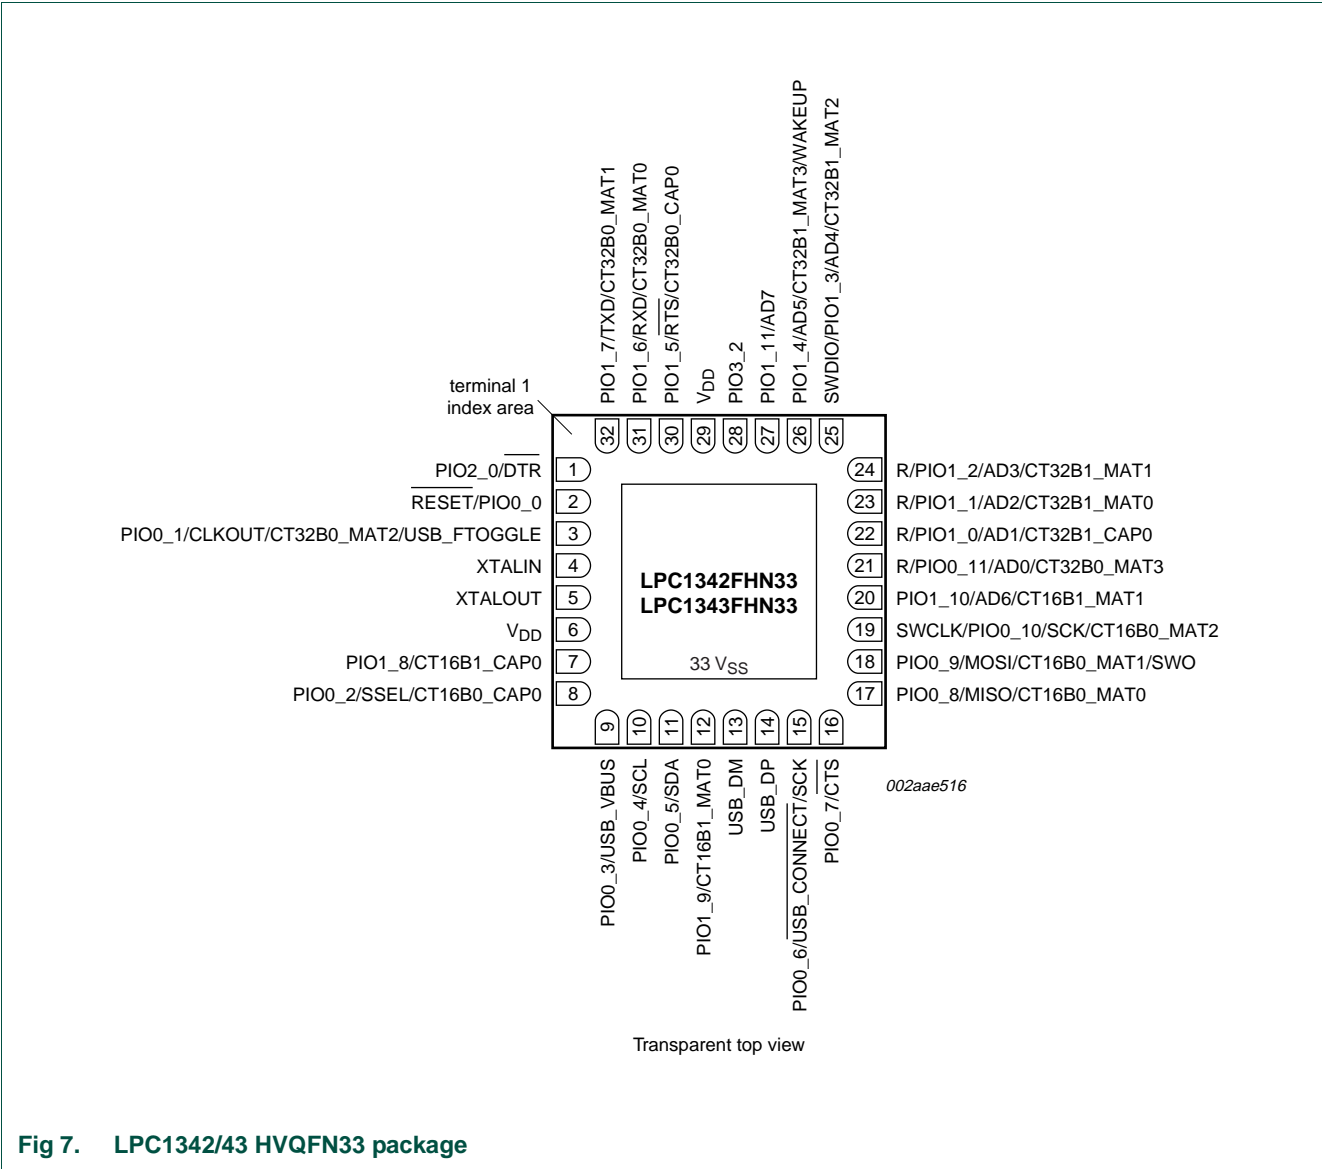 PIO1_7/TXD/CT32B0_MAT1
PIO1_6/RXD/CT32B0_MAT0
PIO1_5/RTS/CT32B0_CAP0
VDD
PIO3_2
PIO1_11/AD7
PIO1_4/AD5/CT32B1_MAT3/WAKEUP
SWDIO/PIO1_3/AD4/CT32B1_MAT2
terminal 1
index area
32 31 30 29 28 27 26 25
PIO2_0/DTR 1
RESET/PIO0_0 2
PIO0_1/CLKOUT/CT32B0_MAT2/USB_FTOGGLE 3
XTALIN 4
XTALOUT 5
VDD 6
PIO1_8/CT16B1_CAP0 7
PIO0_2/SSEL/CT16B0_CAP0 8
24 R/PIO1_2/AD3/CT32B1_MAT1
23 R/PIO1_1/AD2/CT32B1_MAT0
22 R/PIO1_0/AD1/CT32B1_CAP0
21 R/PIO0_11/AD0/CT32B0_MAT3
20 PIO1_10/AD6/CT16B1_MAT1
19 SWCLK/PIO0_10/SCK/CT16B0_MAT2
18 PIO0_9/MOSI/CT16B0_MAT1/SWO
17 PIO0_8/MISO/CT16B0_MAT0
LPC1342FHN33
LPC1343FHN33
33 VSS
9 10 11 12 13 14 15 16
PIO0_3/USB_VBUS
PIO0_4/SCL
PIO0_5/SDA
PIO1_9/CT16B1_MAT0
USB_DM
USB_DP
PIO0_6/USB_CONNECT/SCK
PIO0_7/CTS
002aae516
Transparent top view
Fig 7. LPC1342/43 HVQFN33 package